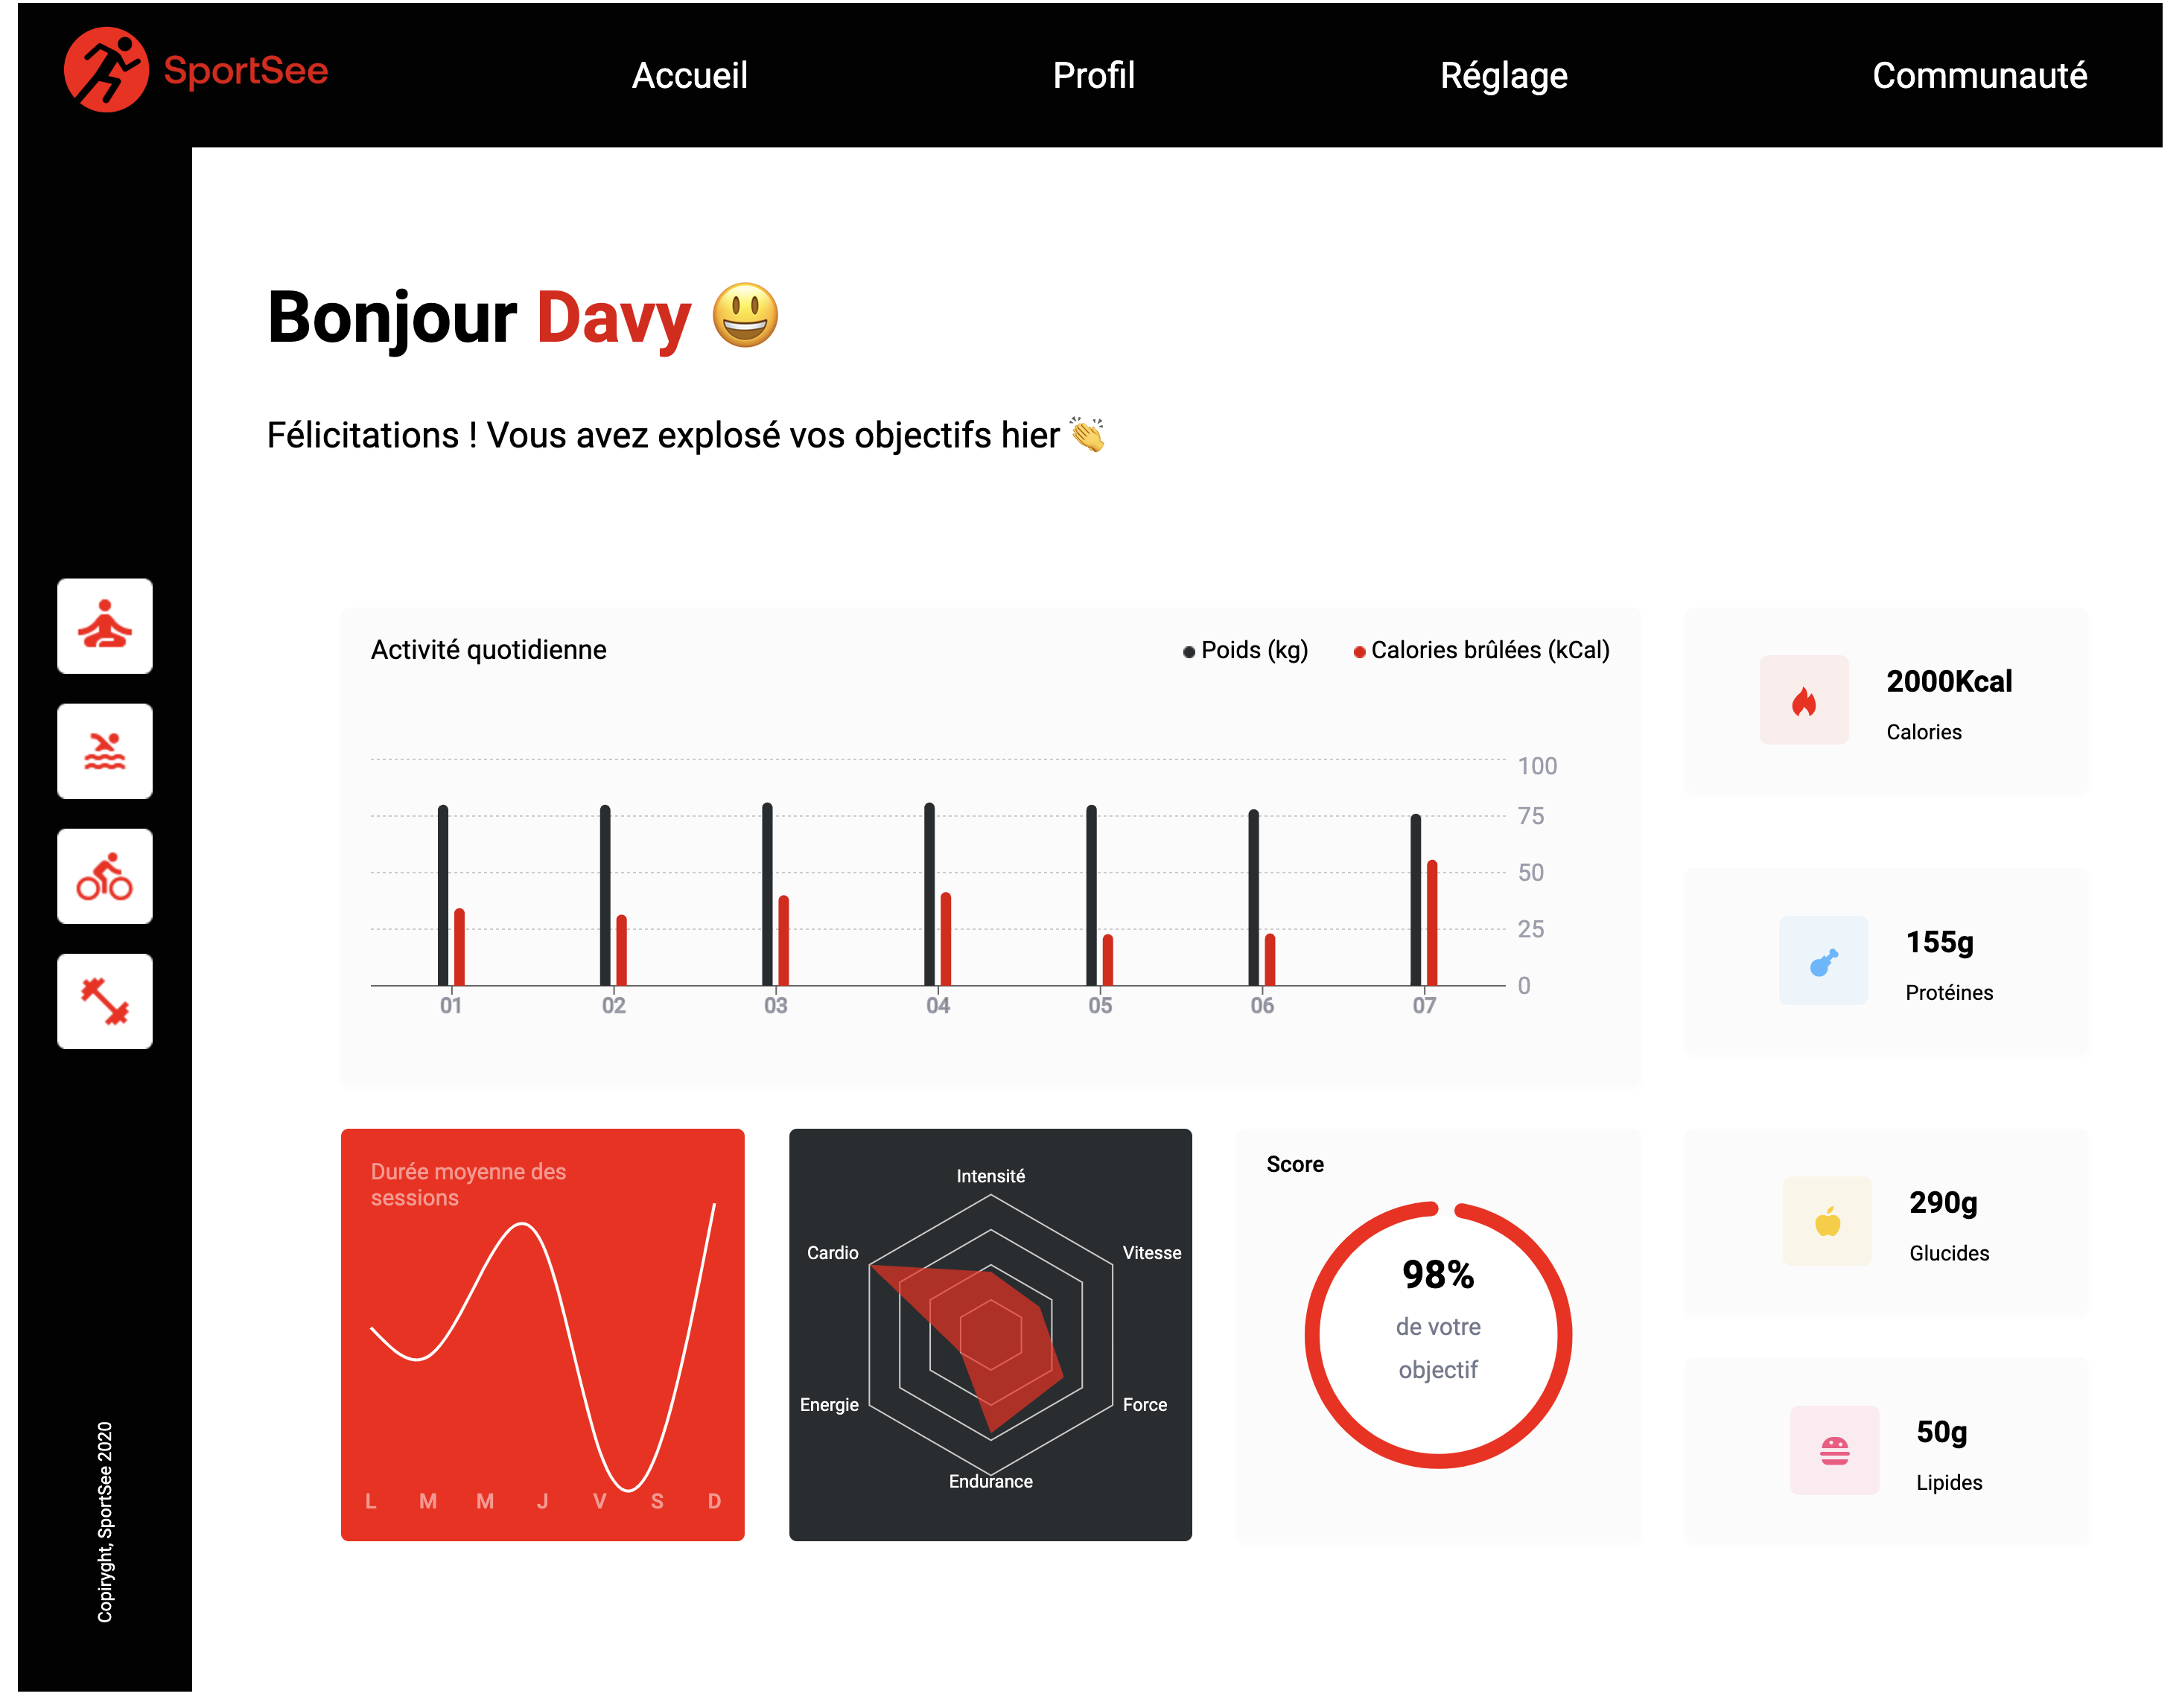 SportSee
Accueil
Profil
Réglage
Communauté
Bonjour Davy 😃
Félicitations ! Vous avez explosé vos objectifs hier 👏
Activité quotidienne
Poids (kg)
Calories brûlées (kCal)
100
75
50
25
0
01
02
03
04
05
06
07
2000Kcal
Calories
155g
Protéines
290g
Glucides
50g
Lipides
Durée moyenne des
sessions
L
M
M
J
V
S
D
Intensité
Vitesse
Force
Endurance
Energie
Cardio
Score
98%
de votre
objectif
Copiryght, SportSee 2020